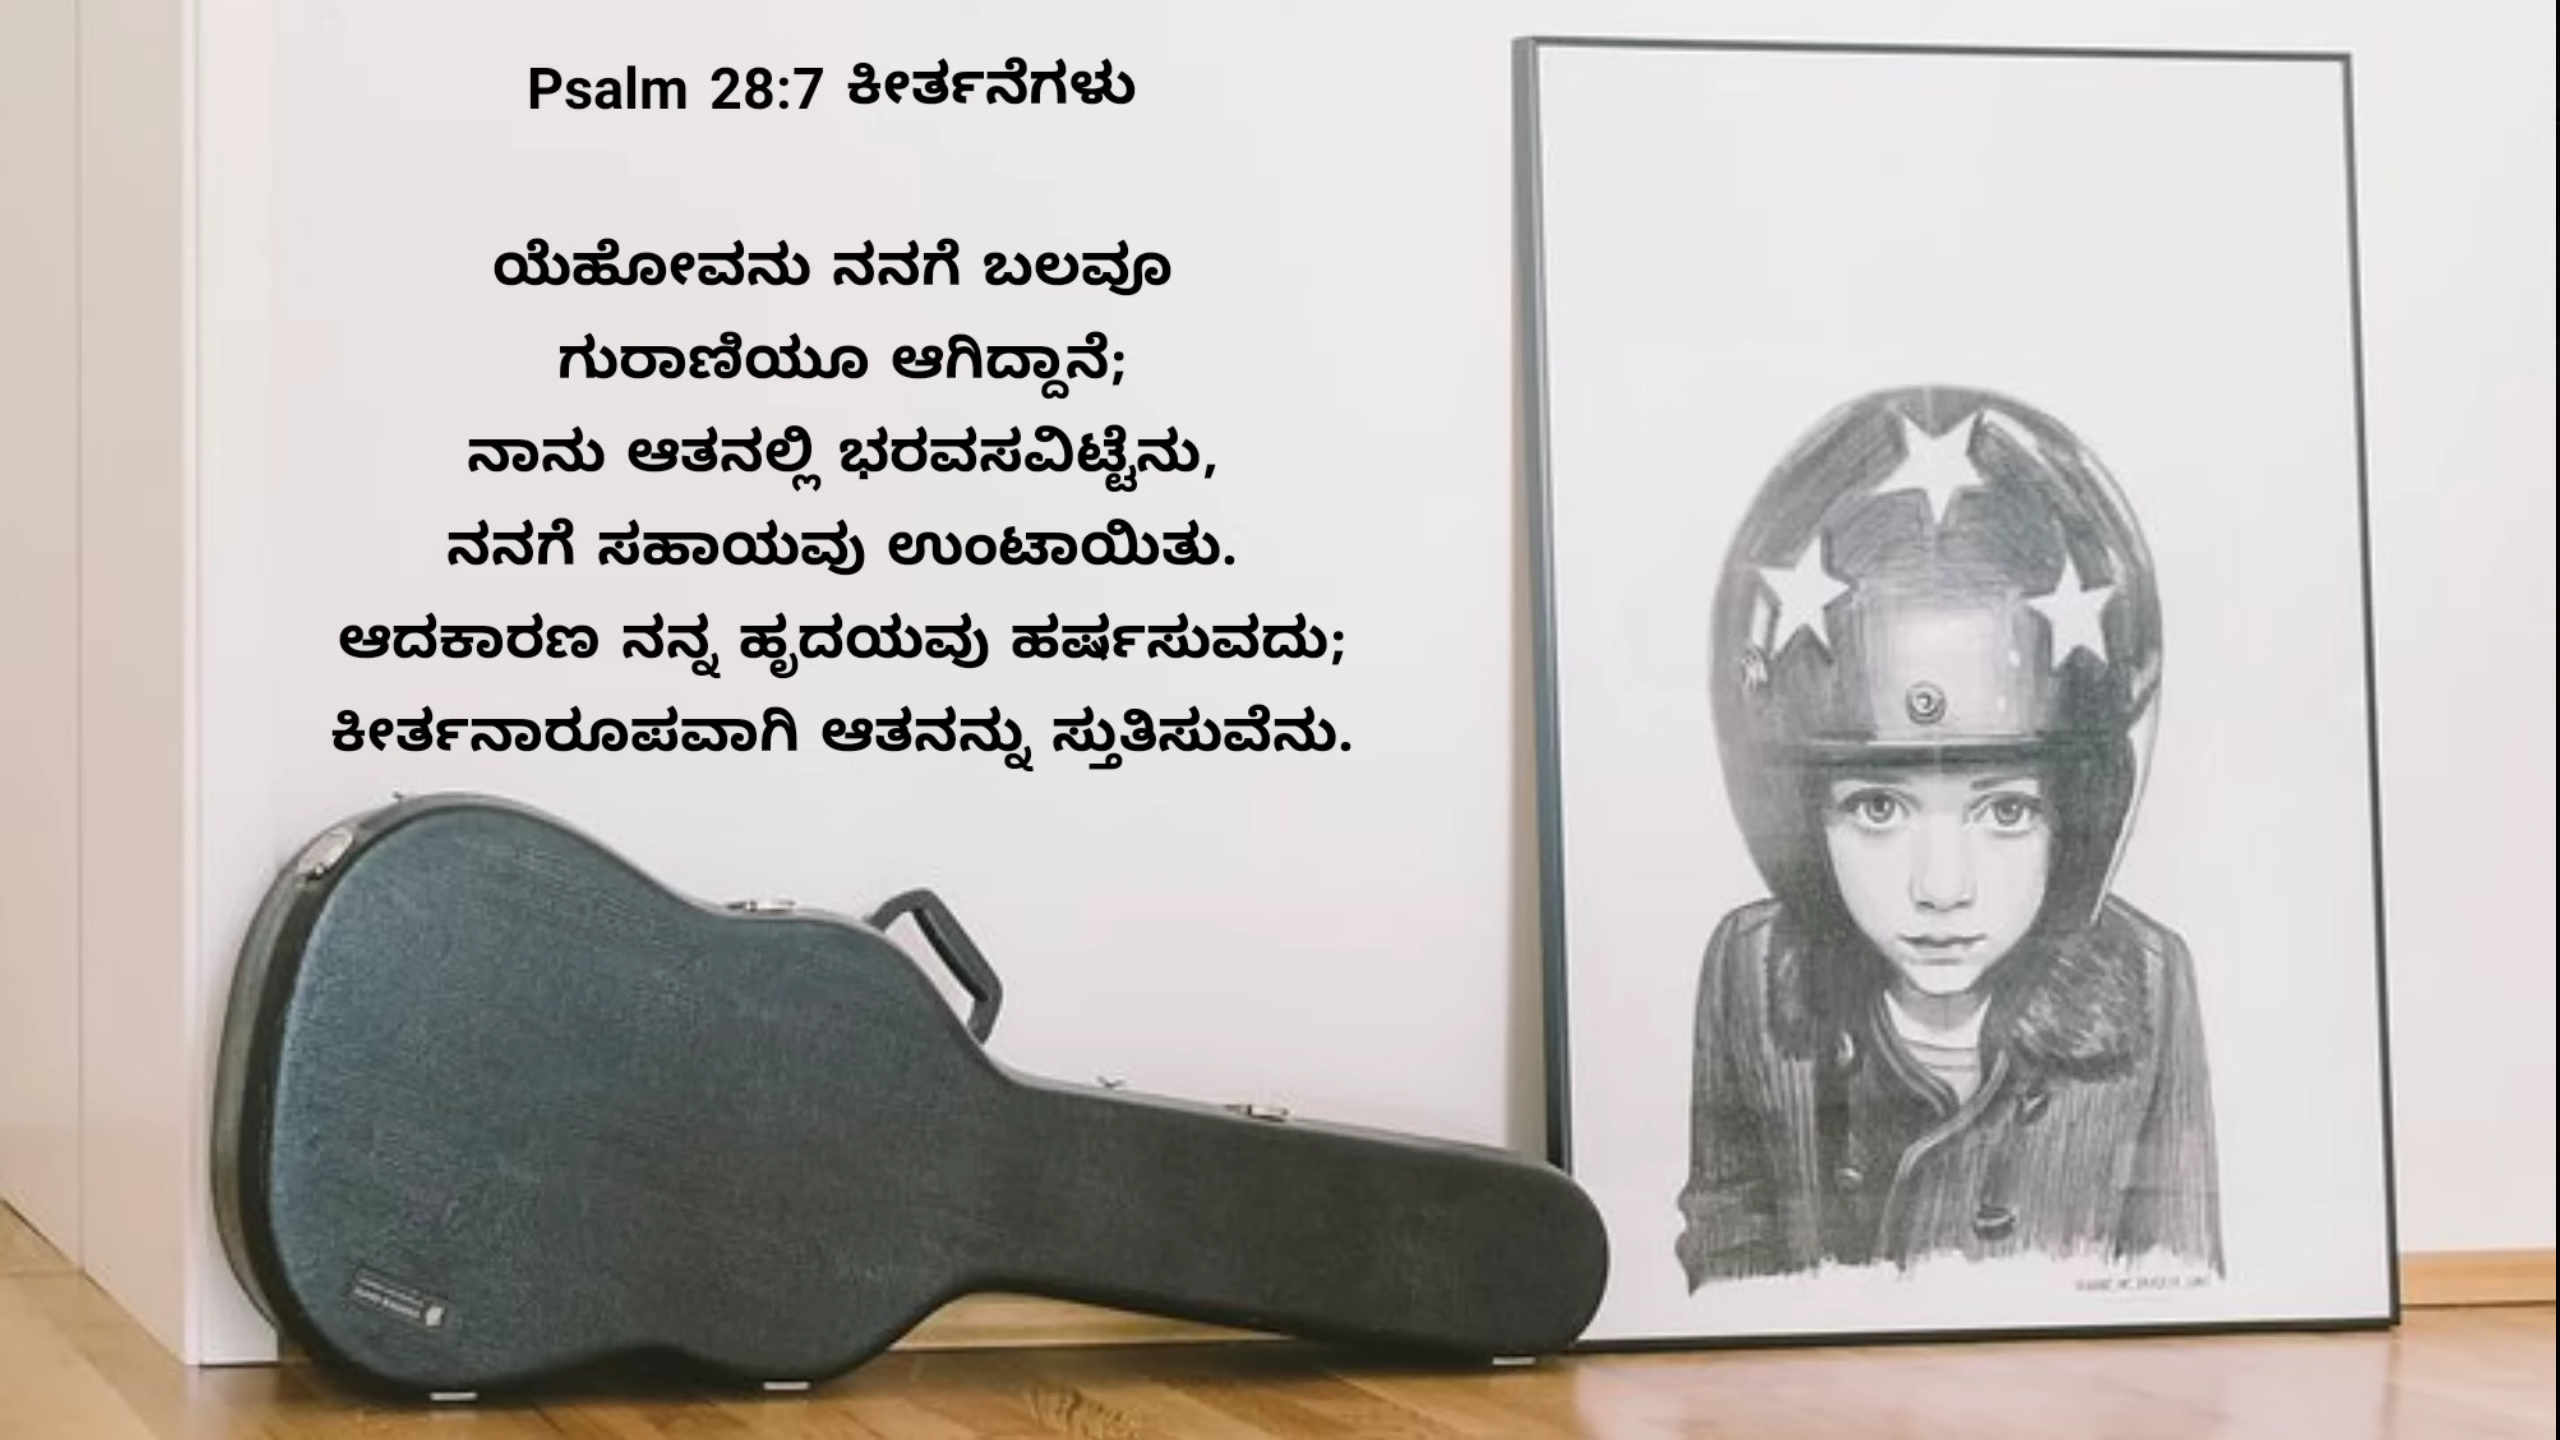 Psalm 28:7 ಕೀರ್ತನೆಗಳು
ಯೆಹೋವನು ನನಗೆ ಬಲವೂ
ಗುರಾಣಿಯೂ ಆಗಿದ್ದಾನೆ;
ನಾನು ಆತನಲ್ಲಿ ಭರವಸವಿಟ್ಟೆನು,
ನನಗೆ ಸಹಾಯವು ಉಂಟಾಯಿತು.
ಆದಕಾರಣ ನನ್ನ ಹೃದಯವು ಹರ್ಷಸುವದು;
ಕೀರ್ತನಾರೂಪವಾಗಿ ಆತನನ್ನು ಸ್ತುತಿಸುವೆನು.